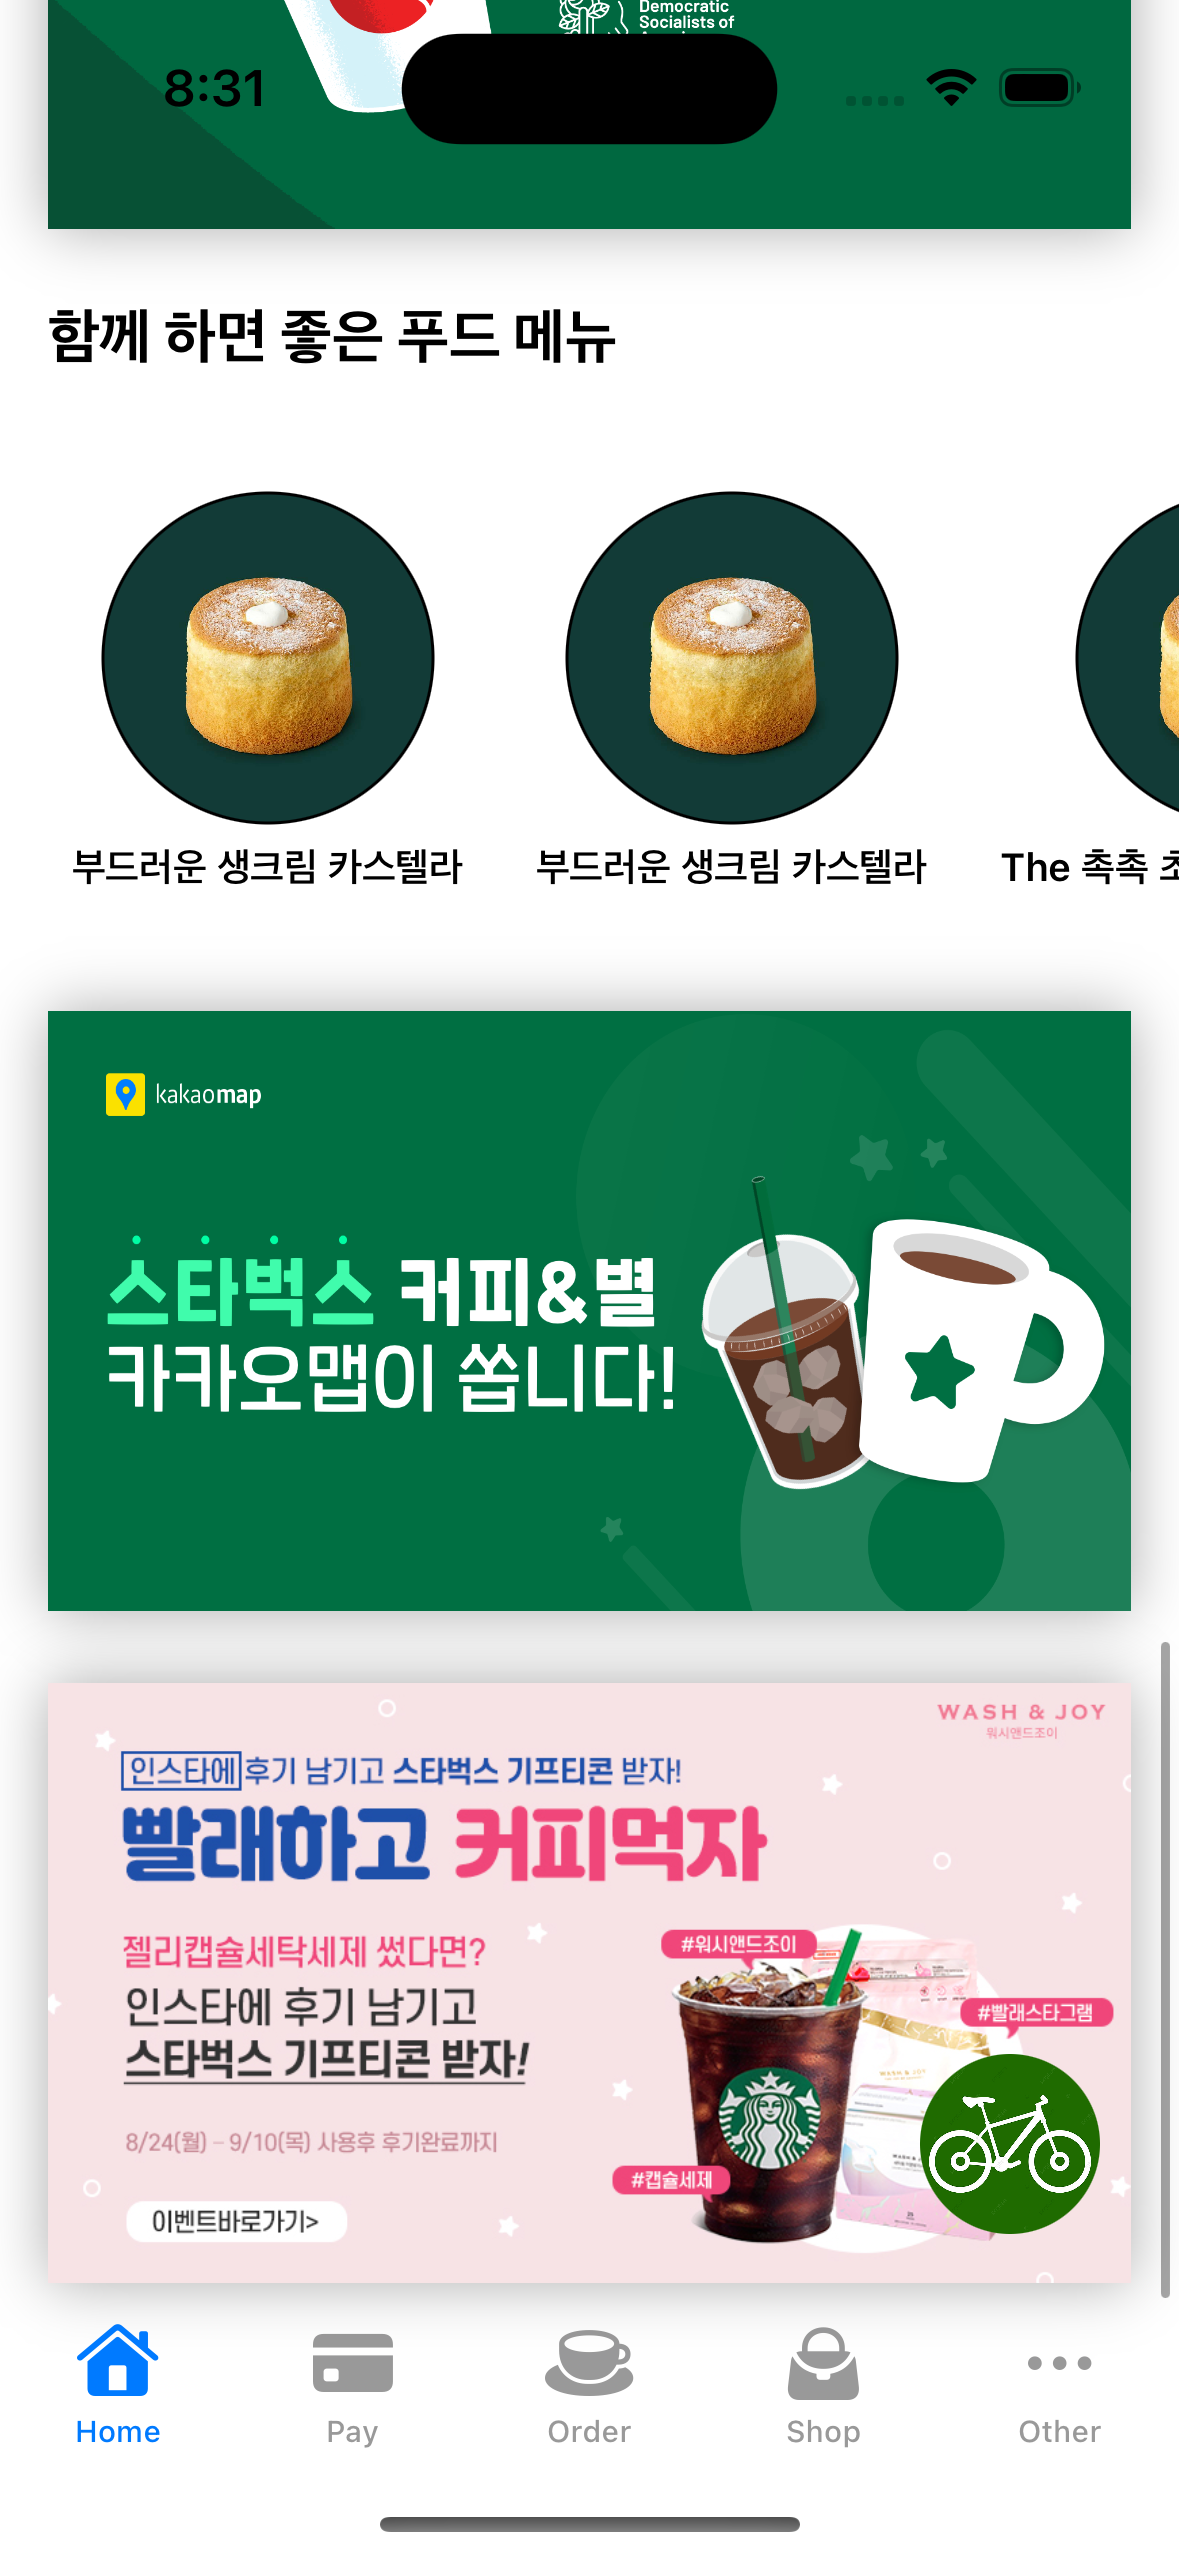 Democratic
Socialists of
8:31
함께 하면 좋은 푸드 메뉴
부드러운 생크림 카스텔라
부드러운 생크림 카스텔라
The 촉촉 초
kakaomap
스타벅스 커피&별
카카오맵이 쏩니다!
WASH & JOY
워시앤드조이
인스타에 후기 남기고 스타벅스 기프티콘 받자!
빨래하고 커피먹자
젤리캡슐세탁세제 썼다면?
인스타에 후기 남기고
스타벅스 기프티콘 받자!
8/24(월) - 9/10(목) 사용후 후기완료까지
이벤트바로가기>
#워시앤드조이
#빨래스타그램
WASH & JOY
#캡슐세제
Home
Pay
Order
Shop
Other